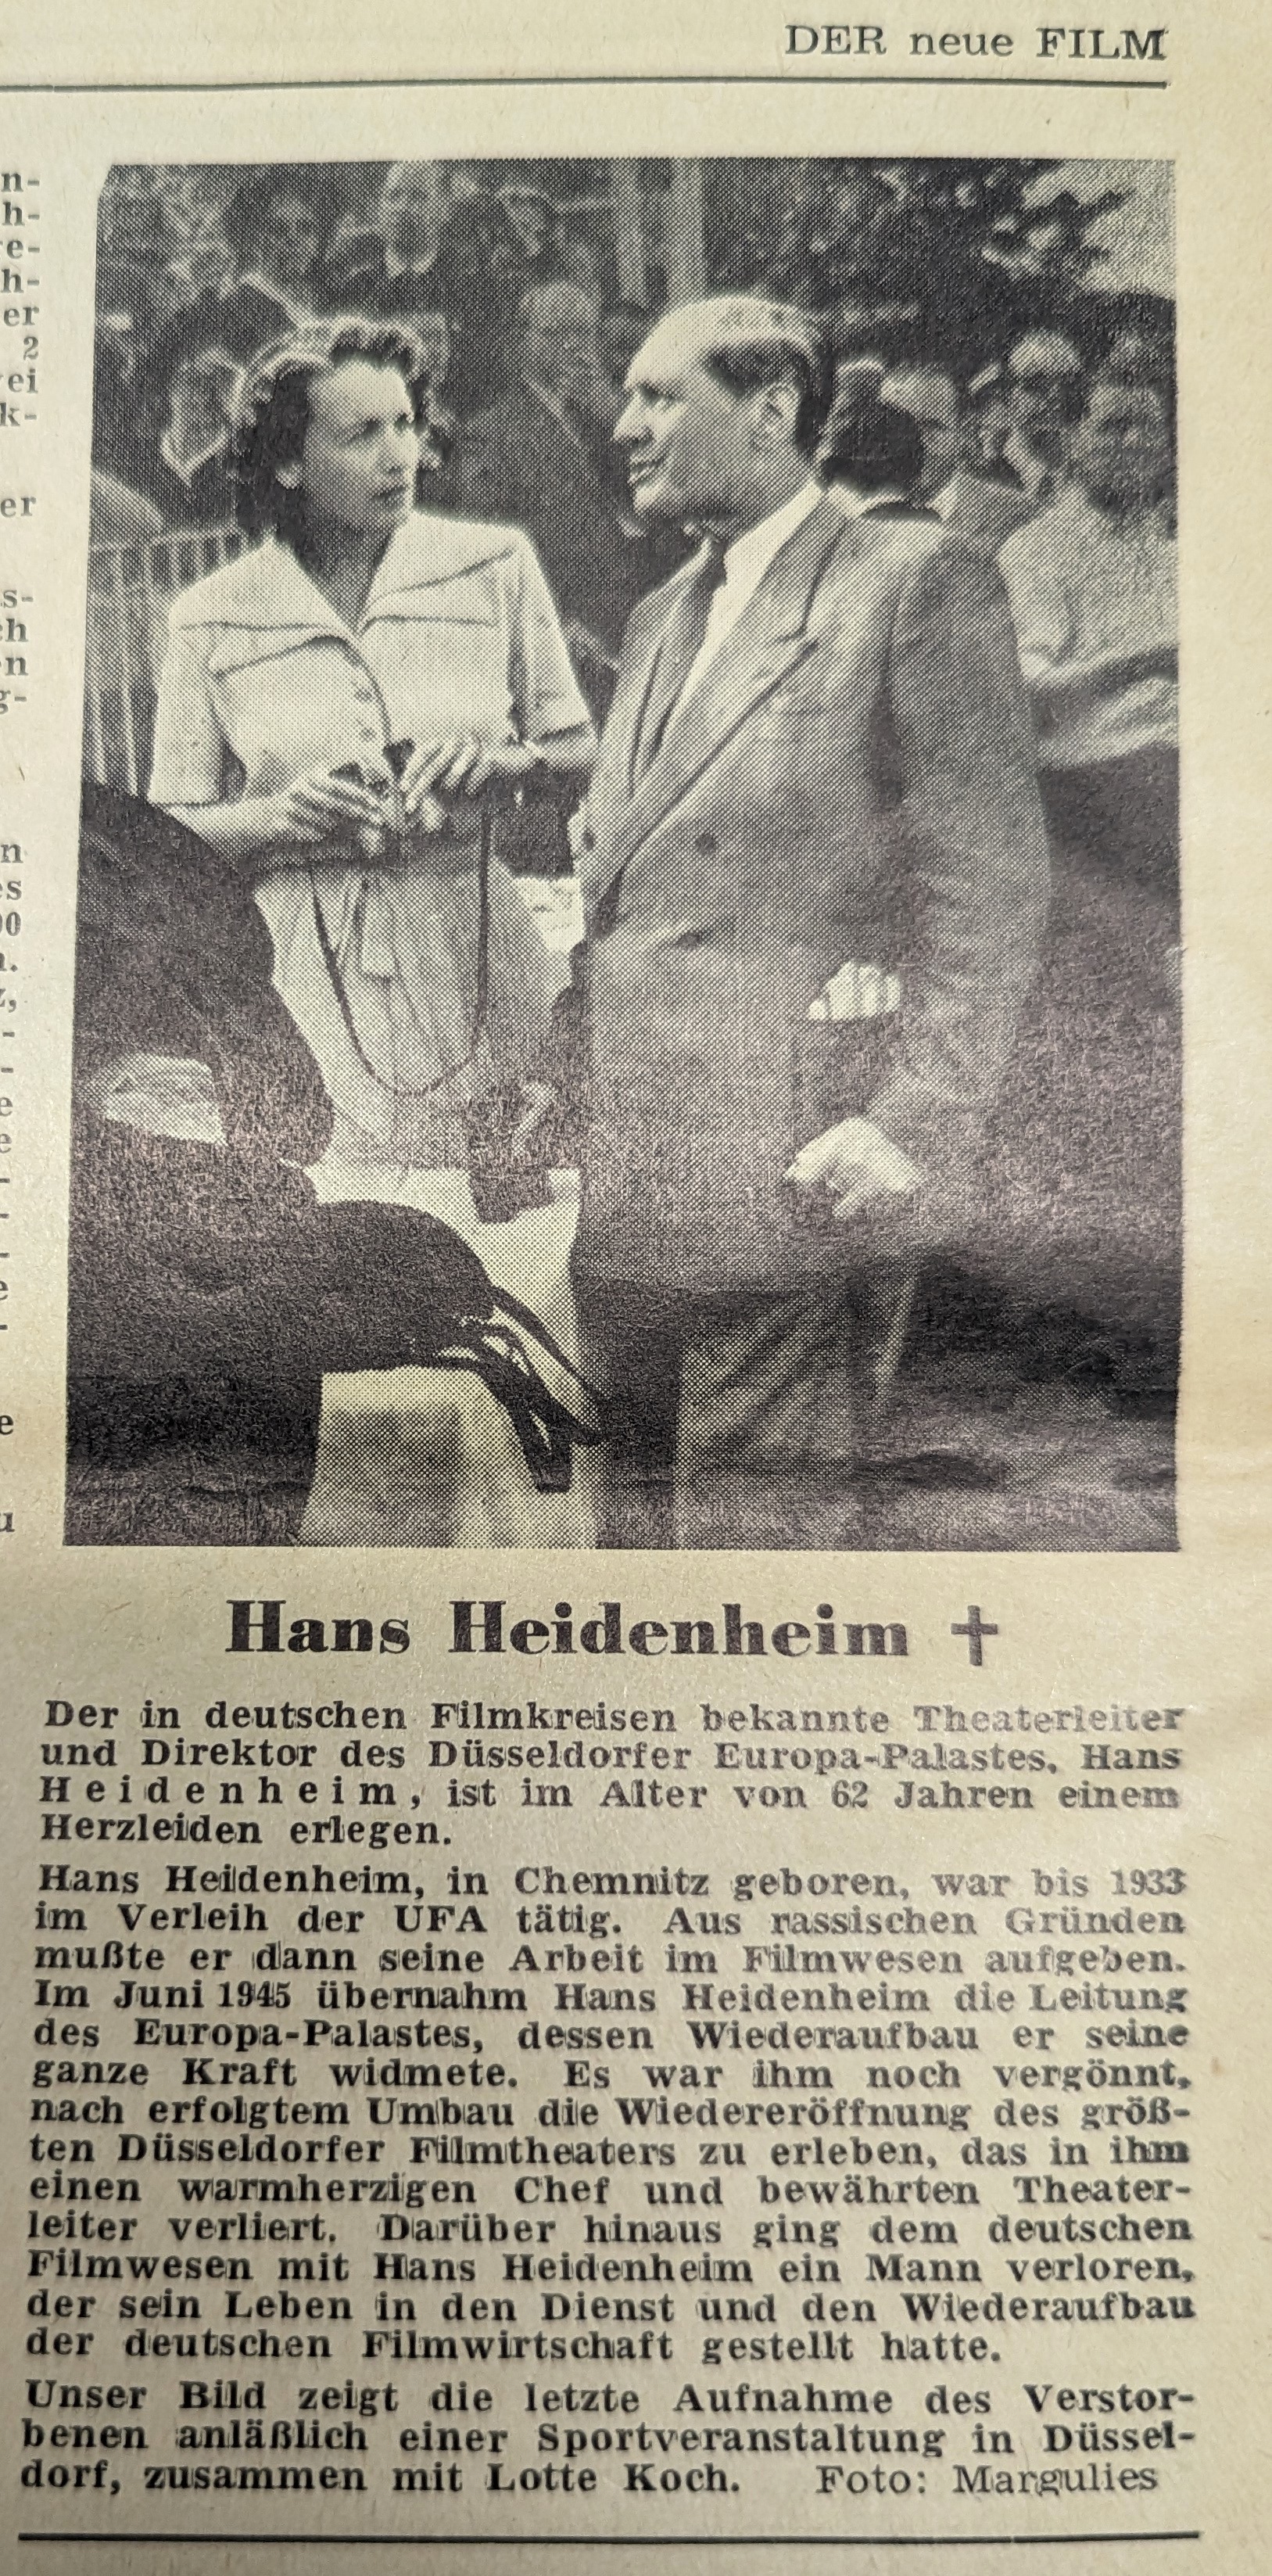 DER neue FILM
n-
h-
e-
h-
er
2
ei
k-
er
s-
ch
n
g-
n
es
00
z,
-
-
e
e
-
-
-
e
-
e
u
Hans Heidenheim †
Der in deutschen Filmkreisen bekannte Theaterleiter
und Direktor des Düsseldorfer Europa-Palastes, Hans
Heidenheim, ist im Alter von 62 Jahren einem
Herzleiden erlegen.
Hans Heidenheim, in Chemnitz geboren, war bis 1933
im Verleih der UFA tätig. Aus rassischen Gründen
mußte er dann seine Arbeit im Filmwesen aufgeben.
Im Juni 1945 übernahm Hans Heidenheim die Leitung
des Europa-Palastes, dessen Wiederaufbau er seine
ganze Kraft widmete. Es war ihm noch vergönnt,
nach erfolgtem Umbau die Wiedereröffnung des größ-
ten Düsseldorfer Filmtheaters zu erleben, das in ihm
einen warmherzigen Chef und bewährten Theater-
leiter verliert. Darüber hinaus ging dem deutschen
Filmwesen mit Hans Heidenheim ein Mann verloren,
der sein Leben in den Dienst und den Wiederaufbau
der deutschen Filmwirtschaft gestellt hatte.
Unser Bild zeigt die letzte Aufnahme des Verstor-
benen anläßlich einer Sportveranstaltung in Düssel-
dorf, zusammen mit Lotte Koch. Foto: Margulies